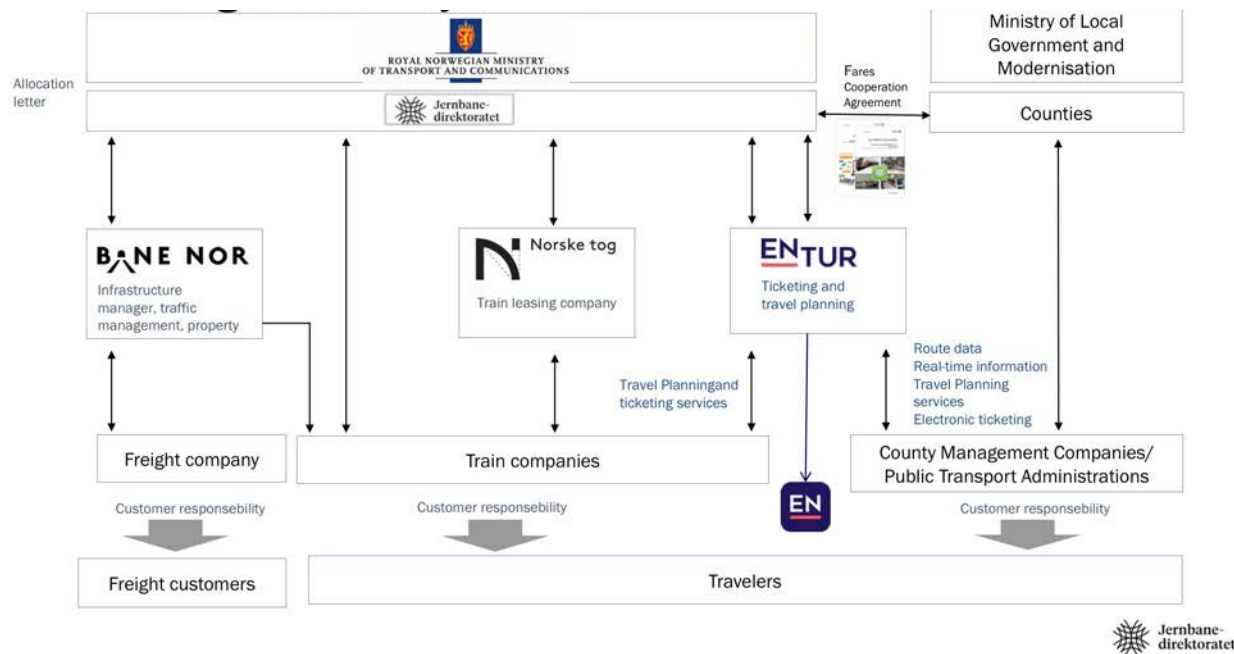 ROYAL NORWEGIAN MINISTRY
OF TRANSPORT AND COMMUNICATIONS
Ministry of Local
Government and
Modernisation
Allocation
letter
Jernbane-
direktoratet
Fares
Cooperation
Agreement
Counties
BANE NOR
Infrastructure
manager, traffic
management, property
Norske tog
Train leasing company
ENTUR
Ticketing and
travel planning
Travel Planningand
ticketing services
Route data
Real-time information
Travel Planning
services
Electronic ticketing
Freight company
Train companies
County Management Companies/
Public Transport Administrations
EN
Customer responsebility
Customer responsebility
Customer responsebility
Freight customers
Travelers
Jernbane-
direktoratet